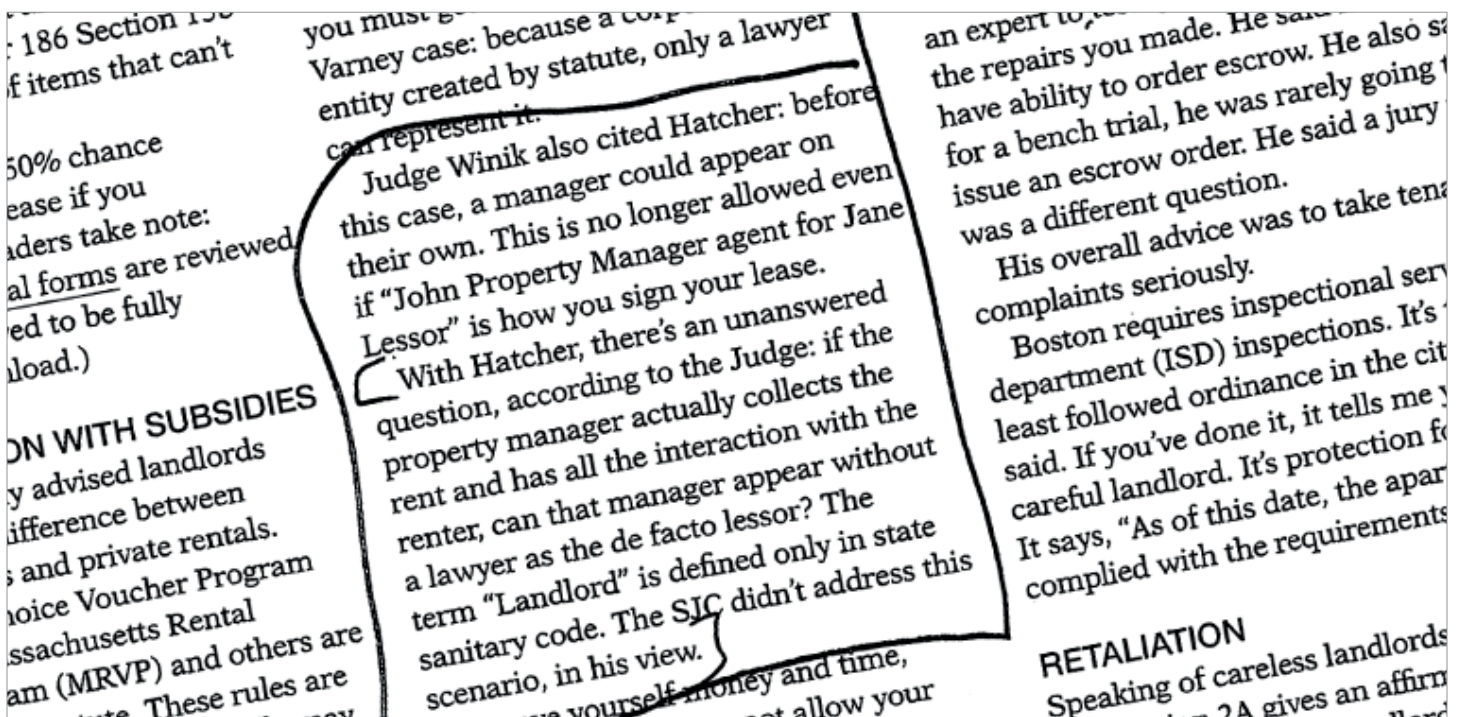 186 Section
of items that can't
50% chance
ease if you
aders take note:
al forms are reviewed
ed to be fully
nload.)
ON WITH SUBSIDIES
y advised landlords
ifference between
s and private rentals.
hoice Voucher Program
ssachusetts Rental
am (MRVP) and others are
These rules are
you must
Varney case: because a
entity created by statute, only a lawyer
can represent it.
Judge Winik also cited Hatcher: before
this case, a manager could appear on
their own. This is no longer allowed even
if “John Property Manager agent for Jane
Lessor” is how you sign your lease.
With Hatcher, there's an unanswered
question, according to the Judge: if the
property manager actually collects the
rent and has all the interaction with the
renter, can that manager appear without
a lawyer as the de facto lessor? The
term “Landlord” is defined only in state
sanitary code. The SJC didn't address this
scenario, in his view.
yourself money and time,
not allow your
an expert to
the repairs you made. He said
have ability to order escrow. He also sa
for a bench trial, he was rarely going t
issue an escrow order. He said a jury
was a different question.
His overall advice was to take tena
complaints seriously.
Boston requires inspectional serv
department (ISD) inspections. It's
least followed ordinance in the cit
said. If you've done it, it tells me y
careful landlord. It's protection fo
It says, “As of this date, the apar
complied with the requirements
RETALIATION
Speaking of careless landlords
2A gives an affirm